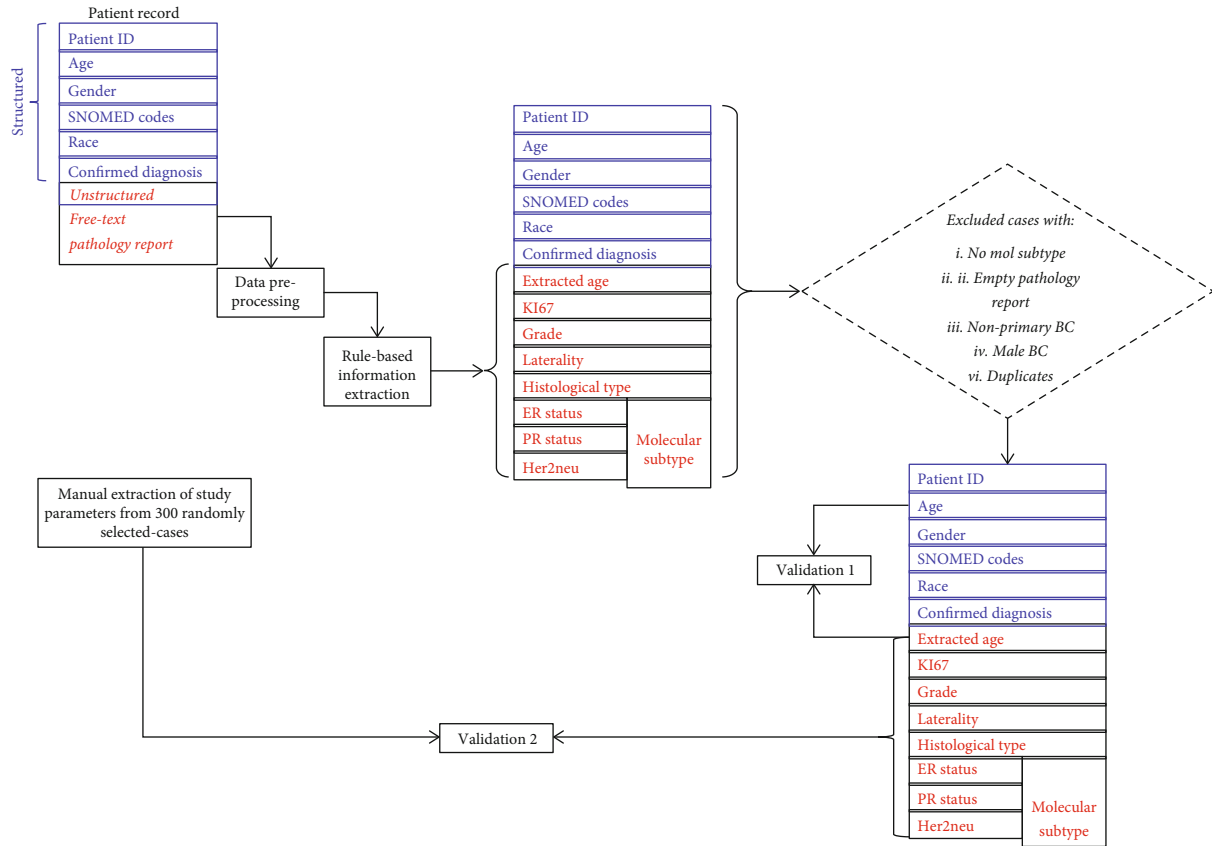 Patient record
Structured
Patient ID
Age
Gender
SNOMED codes
Race
Confirmed diagnosis
Unstructured
Free-text
pathology report
Data pre-
processing
Rule-based
information
extraction
Patient ID
Age
Gender
SNOMED codes
Race
Confirmed diagnosis
Extracted age
KI67
Grade
Laterality
Histological type
ER status
PR status
Her2neu
Molecular
subtype
Excluded cases with:
i. No mol subtype
ii. ii. Empty pathology
report
iii. Non-primary BC
iv. Male BC
vi. Duplicates
Manual extraction of study
parameters from 300 randomly
selected-cases
Validation 1
Validation 2
Patient ID
Age
Gender
SNOMED codes
Race
Confirmed diagnosis
Extracted age
KI67
Grade
Laterality
Histological type
ER status
PR status
Her2neu
Molecular
subtype